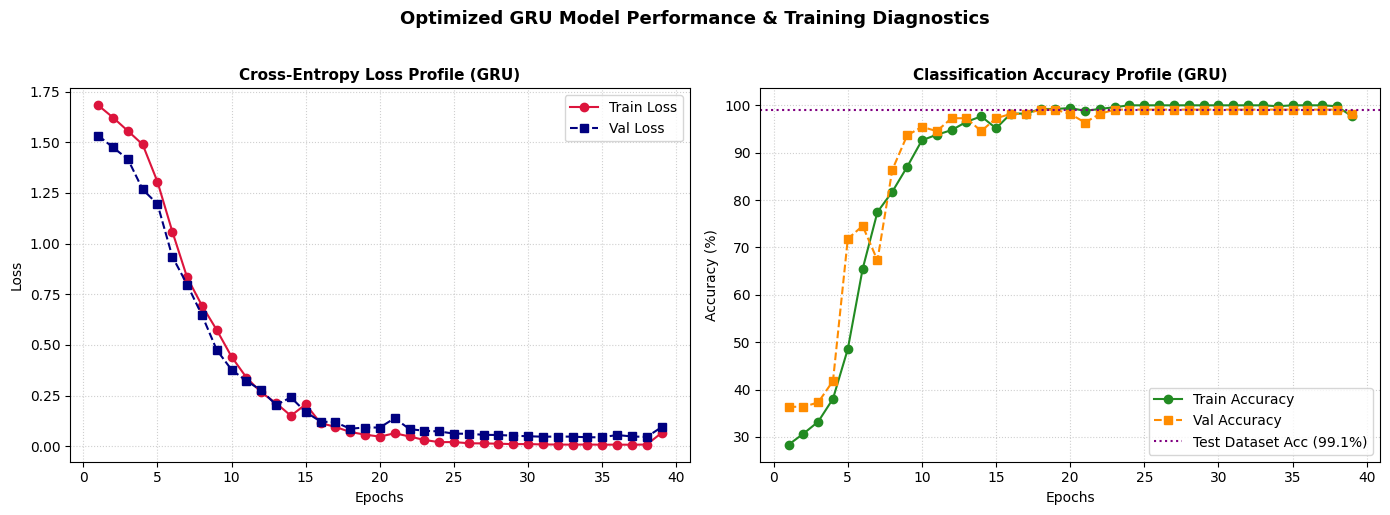 Optimized GRU Model Performance & Training Diagnostics
Cross-Entropy Loss Profile (GRU)
Train Loss
Val Loss
1.75
1.50
1.25
1.00
0.75
0.50
0.25
0.00
Loss
0 5 10 15 20 25 30 35 40
Epochs
Classification Accuracy Profile (GRU)
100
90
80
70
60
50
40
30
Accuracy (%)
Train Accuracy
Val Accuracy
Test Dataset Acc (99.1%)
0 5 10 15 20 25 30 35 40
Epochs